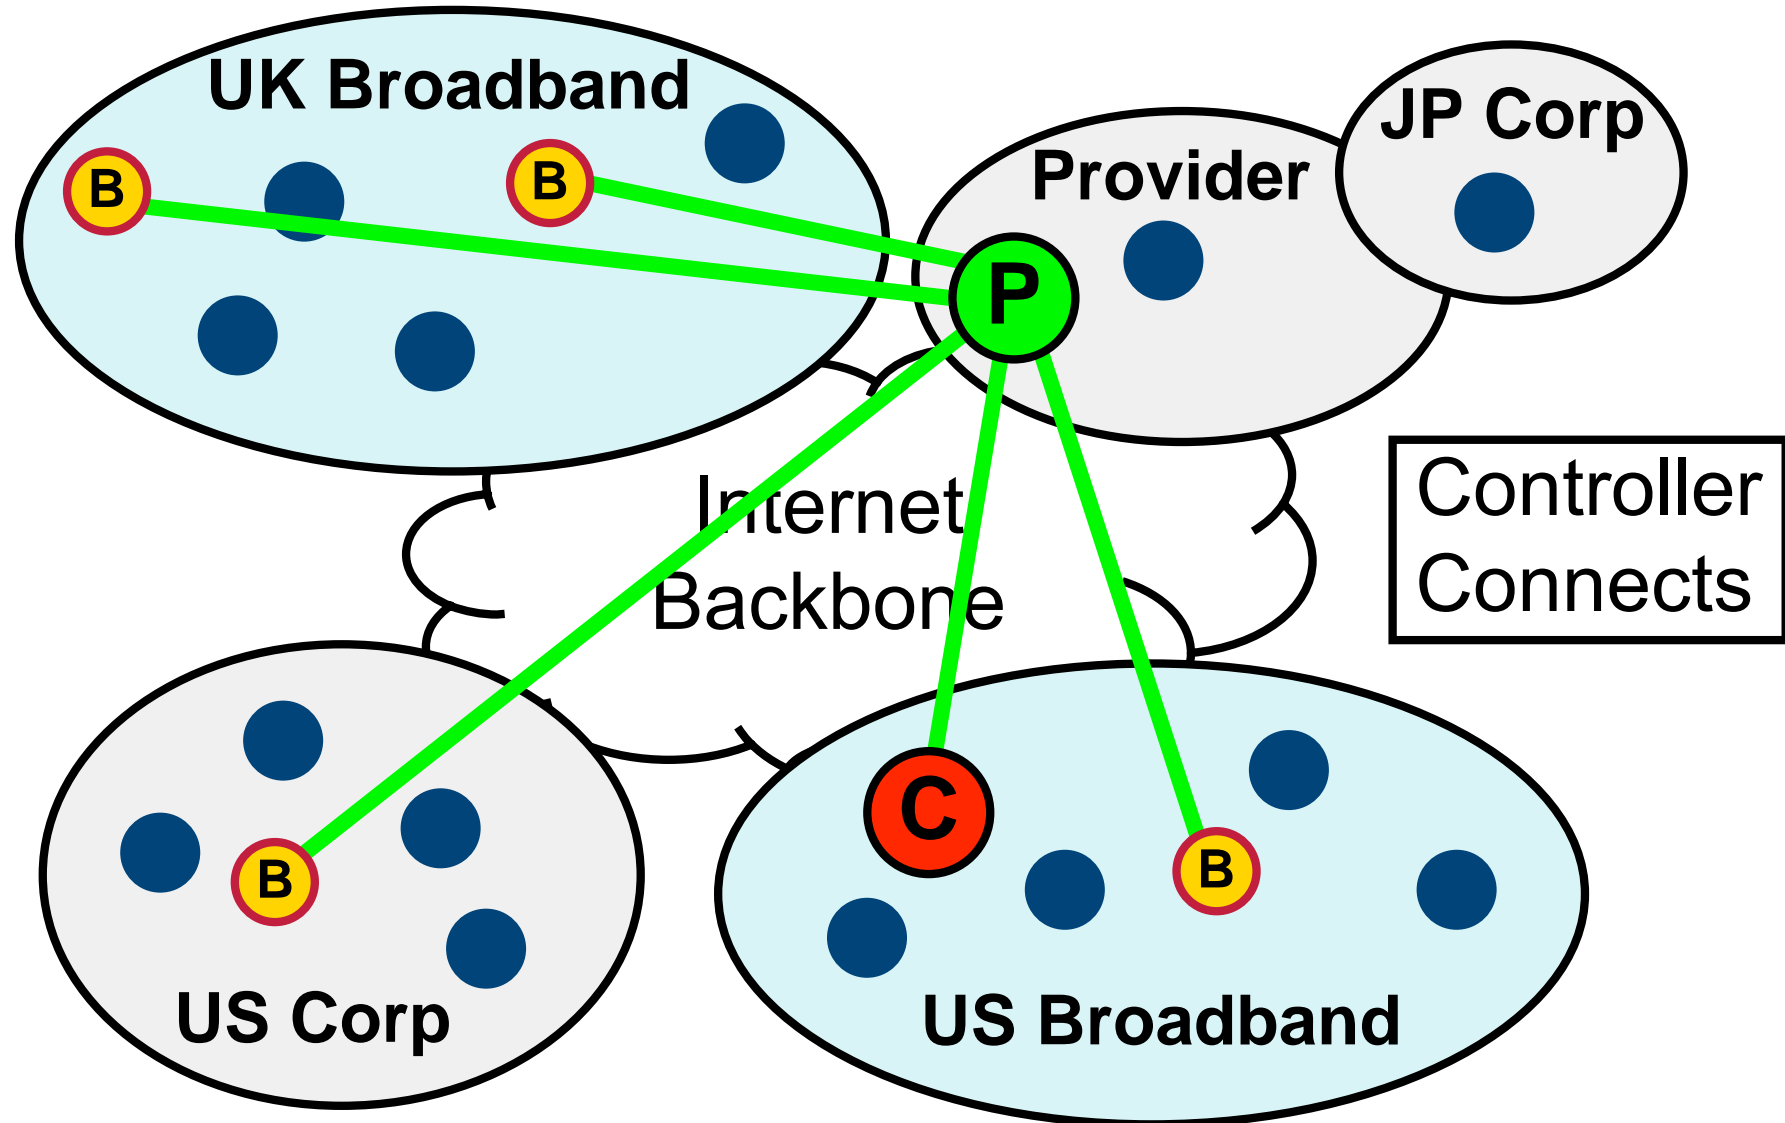 UK Broadband
JP Corp
Provider
B
B
P
Internet
Backbone
Controller
Connects
C
B
B
US Corp
US Broadband